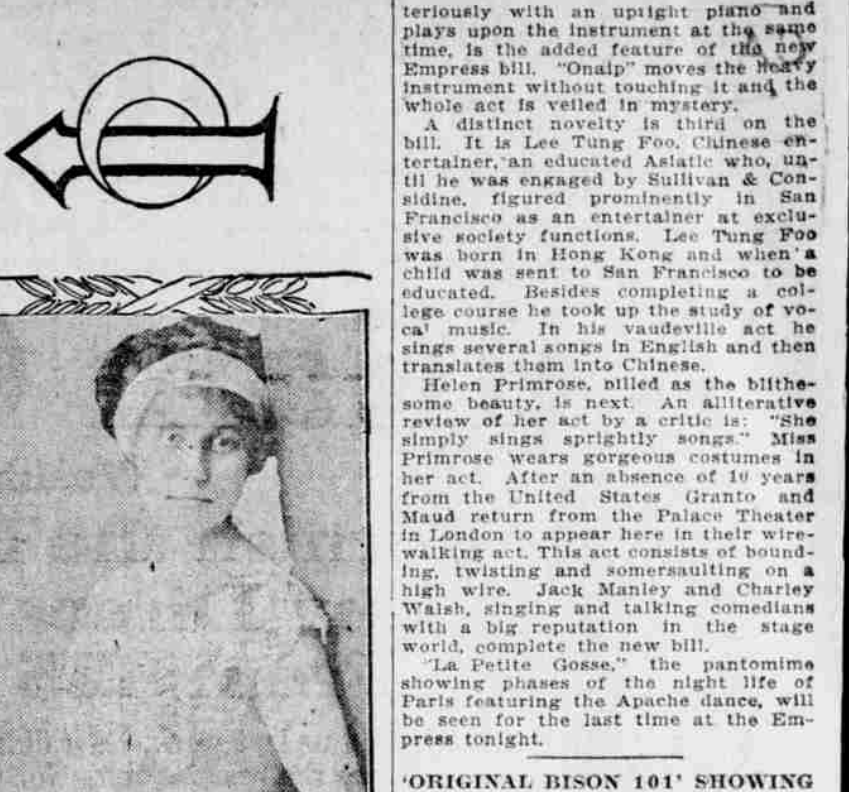 teriously with an upright piano and
plays upon the instrument at the same
time, is the added feature of the new
Empress bill. "Onaip" moves the heavy
instrument without touching it and the
whole act is veiled in mystery.
A distinct novelty is third on the
bill. It is Lee Tung Foo, Chinese en-
tertainer, an educated Asiatic who, un-
til he was engaged by Sullivan & Con-
sidine, figured prominently in San
Francisco as an entertainer at exclu-
sive society functions. Lee Tung Foo
was born in Hong Kong and when a
child was sent to San Francisco to be
educated. Besides completing a col-
lege course he took up the study of vo-
cal music. In his vaudeville act he
sings several songs in English and then
translates them into Chinese.
Helen Primrose, billed as the blithe-
some beauty, is next. An alliterative
review of her act by a critic is: "She
simply sings sprightly songs." Miss
Primrose wears gorgeous costumes in
her act. After an absence of 10 years
from the United States Granto and
Maud return from the Palace Theater
in London to appear here in their wire-
walking act. This act consists of bound-
ing, twisting and somersaulting on a
high wire. Jack Manley and Charley
Walsh, singing and talking comedians
with a big reputation in the stage
world, complete the new bill.
"La Petite Gosse," the pantomime
showing phases of the night life of
Paris featuring the Apache dance, will
be seen for the last time at the Em-
press tonight.
'ORIGINAL BISON 101' SHOWING